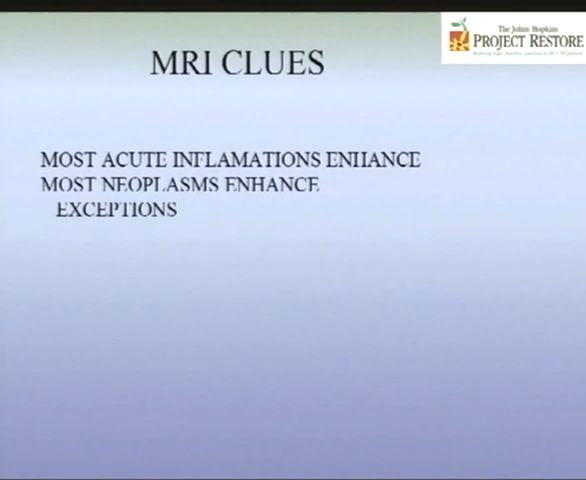 The Johns Hopkins
PROJECT RESTORE
MRI CLUES
MOST ACUTE INFLAMATIONS ENHANCE
MOST NEOPLASMS ENHANCE
EXCEPTIONS